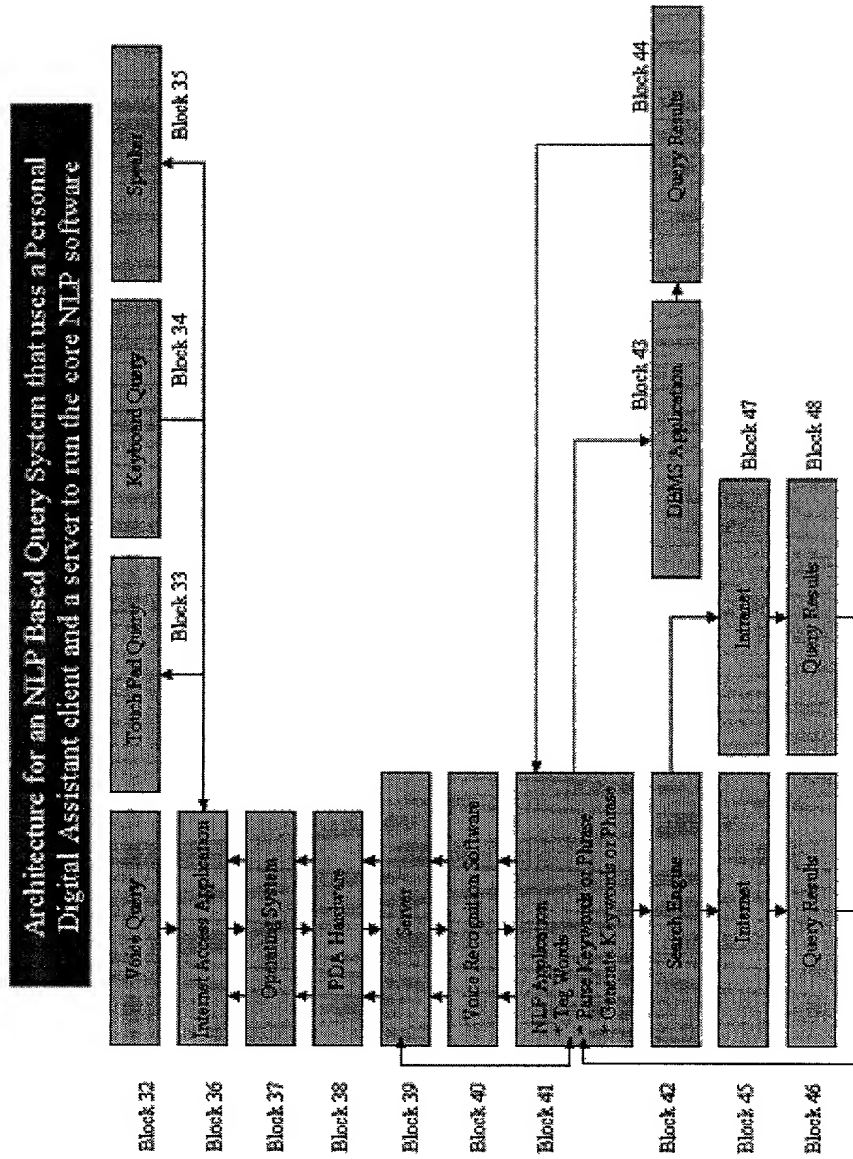 Architecture for an NLP Based Query System that uses a Personal
Digital Assistant client and a server to run the core NLP software
Block 32
Voice Query
Touch Pad Query
Block 33
Keyboard Query
Block 34
Speaker
Block 35
Block 36
Internet Access Application
Block 37
Operating System
Block 38
PDA Hardware
Block 39
Server
Block 40
Voice Recognition Software
Block 41
NLP Application
* Tag Words
* Parse Keywords or Phase
* Generate Keywords or Phase
Block 42
Search Engine
Block 43
DBMS Application
Block 44
Query Results
Block 45
Internet
Intranet
Block 47
Block 46
Query Results
Query Results
Block 48